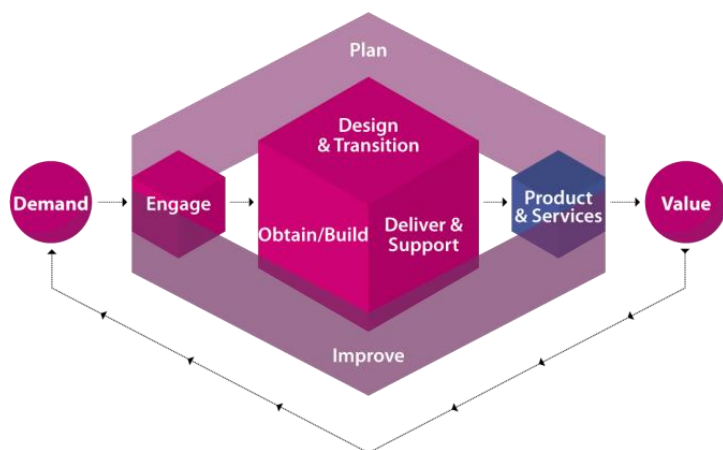 Plan
Design
& Transition
Demand
Engage
Obtain/Build
Deliver &
Support
Product
& Services
Value
Improve